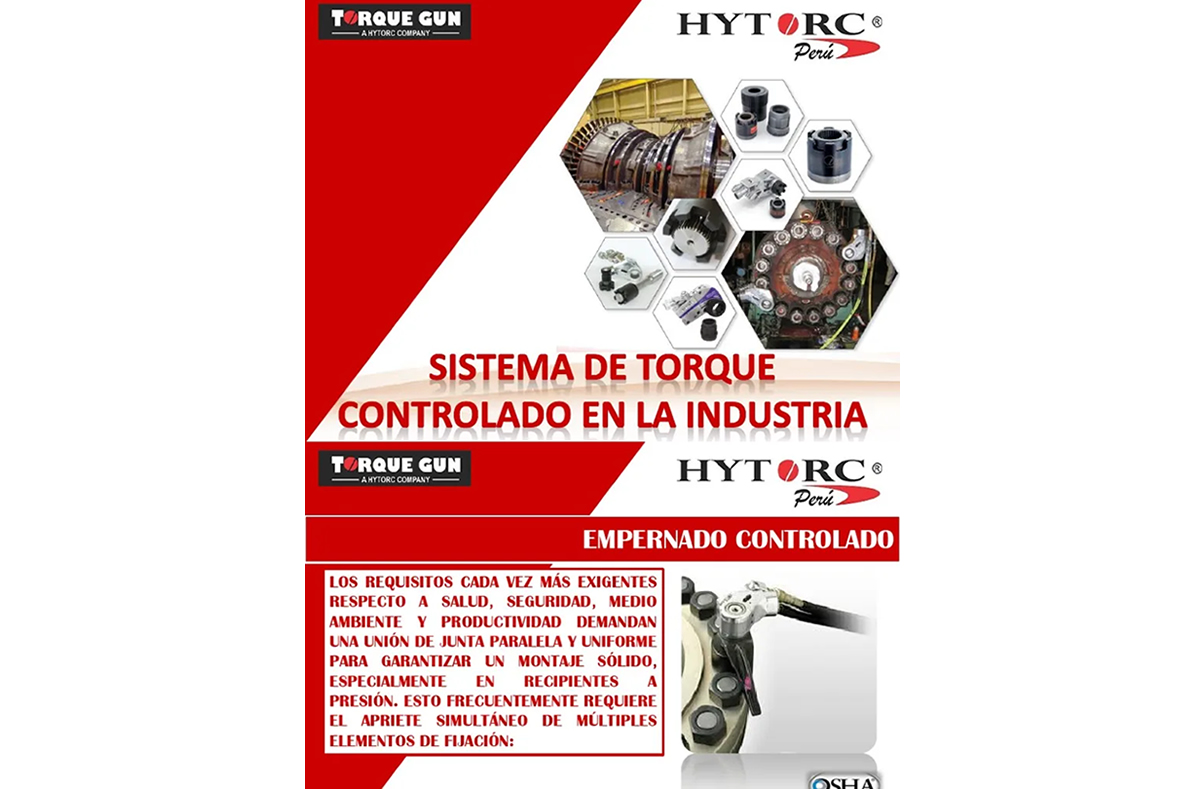 TORQUE GUN
A HYTORC COMPANY
HYTORC®
Perú
SISTEMA DE TORQUE
CONTROLADO EN LA INDUSTRIA
TORQUE GUN
A HYTORC COMPANY
HYTORC®
Perú
EMPERNADO CONTROLADO
LOS REQUISITOS CADA VEZ MÁS EXIGENTES
RESPECTO A SALUD, SEGURIDAD, MEDIO
AMBIENTE Y PRODUCTIVIDAD DEMANDAN
UNA UNIÓN DE JUNTA PARALELA Y UNIFORME
PARA GARANTIZAR UN MONTAJE SÓLIDO,
ESPECIALMENTE EN RECIPIENTES A
PRESIÓN. ESTO FRECUENTEMENTE REQUIERE
EL APRIETE SIMULTÁNEO DE MÚLTIPLES
ELEMENTOS DE FIJACIÓN:
OSHA